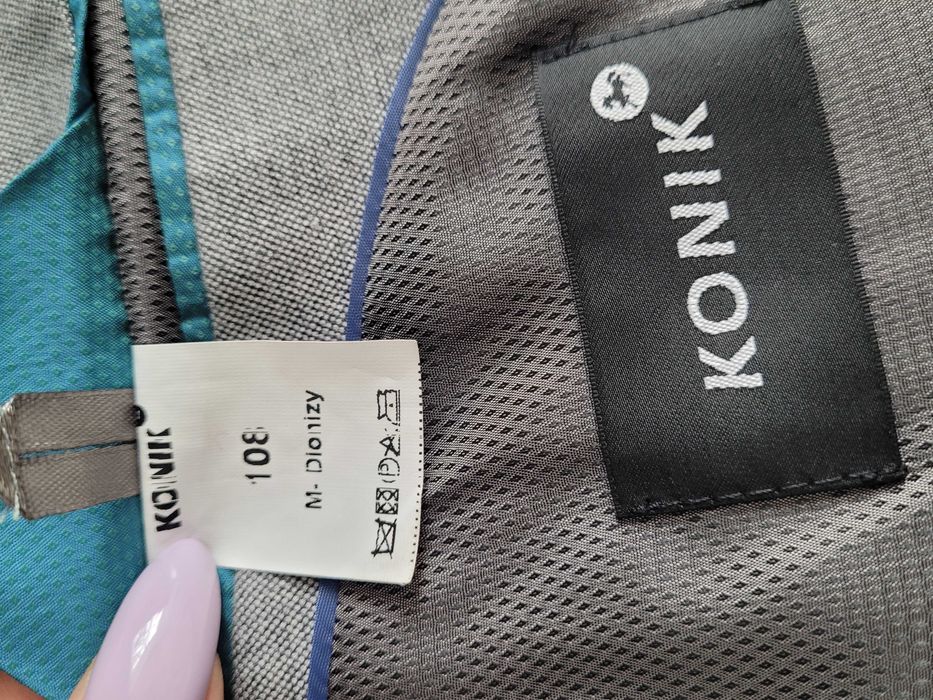 KONIK
KONIK
108
M- Dionizy
P